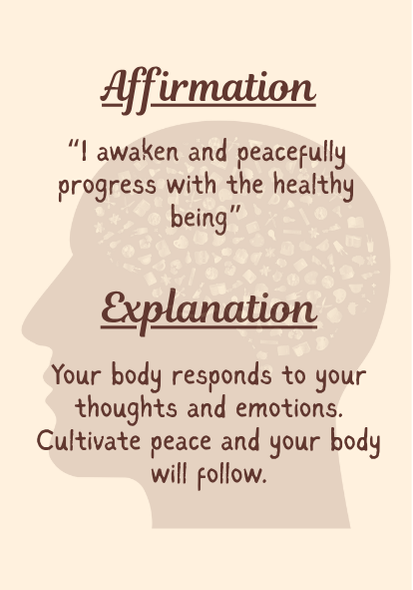 Affirmation
“I awaken and peacefully
progress with the healthy
being”
Explanation
Your body responds to your
thoughts and emotions.
Cultivate peace and your body
will follow.